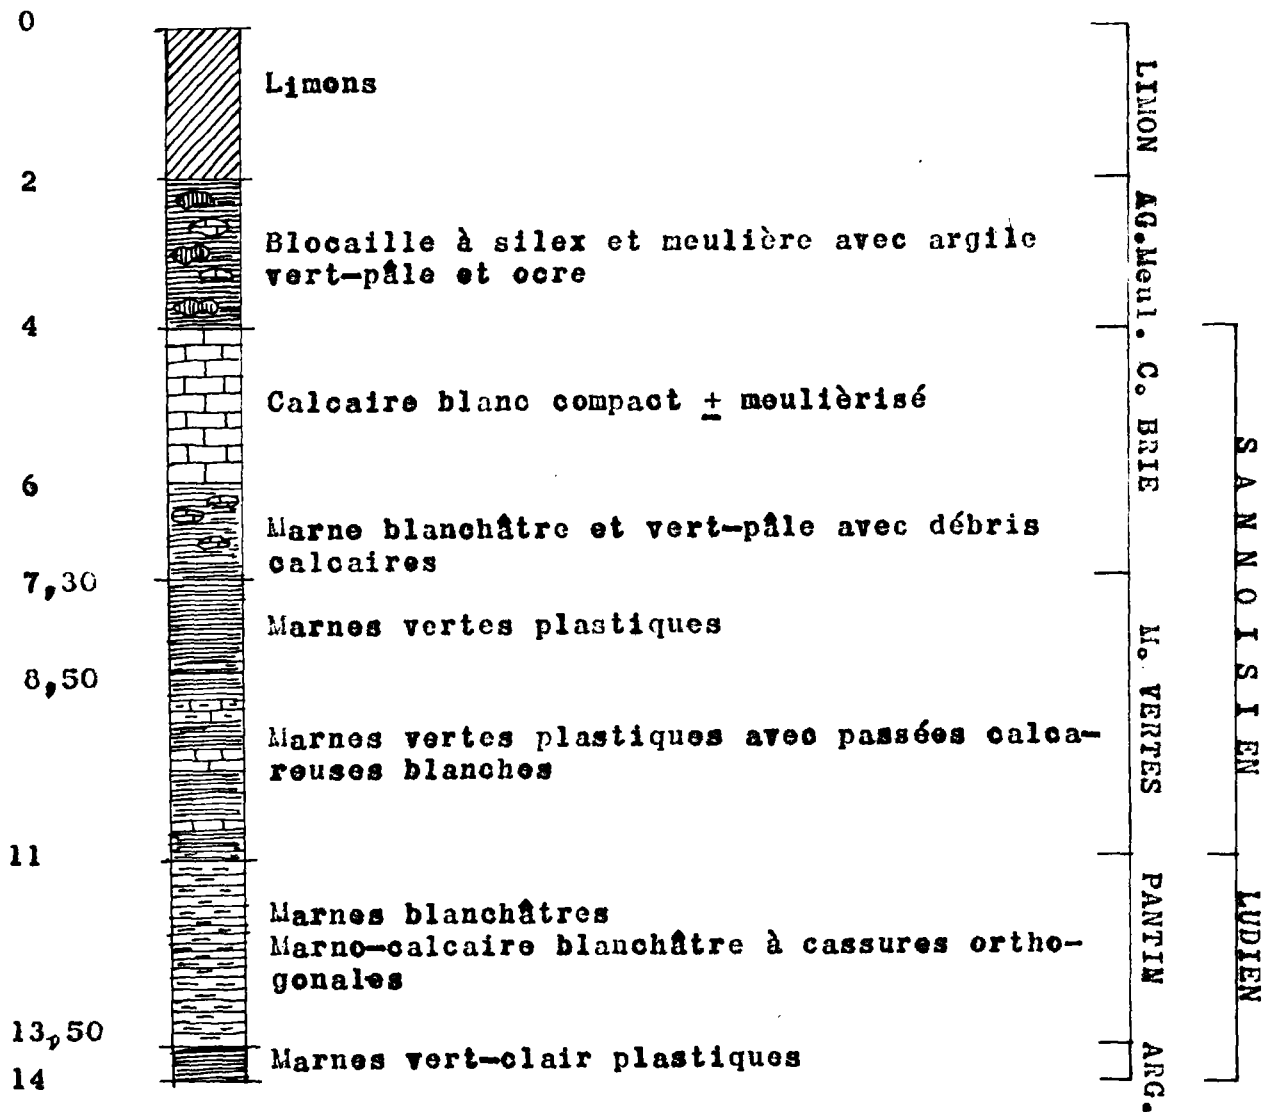 0
Limons
LIMON
2
Blocaille à silex et meulière avec argile
vert-pâle et ocre
AG.Meul.
4
Calcaire blanc compact ± meulièrisé
C. BRIE
6
Marne blanchâtre et vert-pâle avec débris
calcaires
7,30
Marnes vertes plastiques
8,50
Marnes vertes plastiques avec passées calca-
reuses blanches
M. VERTES
SANNOISIEN
11
Marnes blanchâtres
Marno-calcaire blanchâtre à cassures ortho-
gonales
PANTIN
LUDIEN
13,50
Marnes vert-clair plastiques
ARG.
14